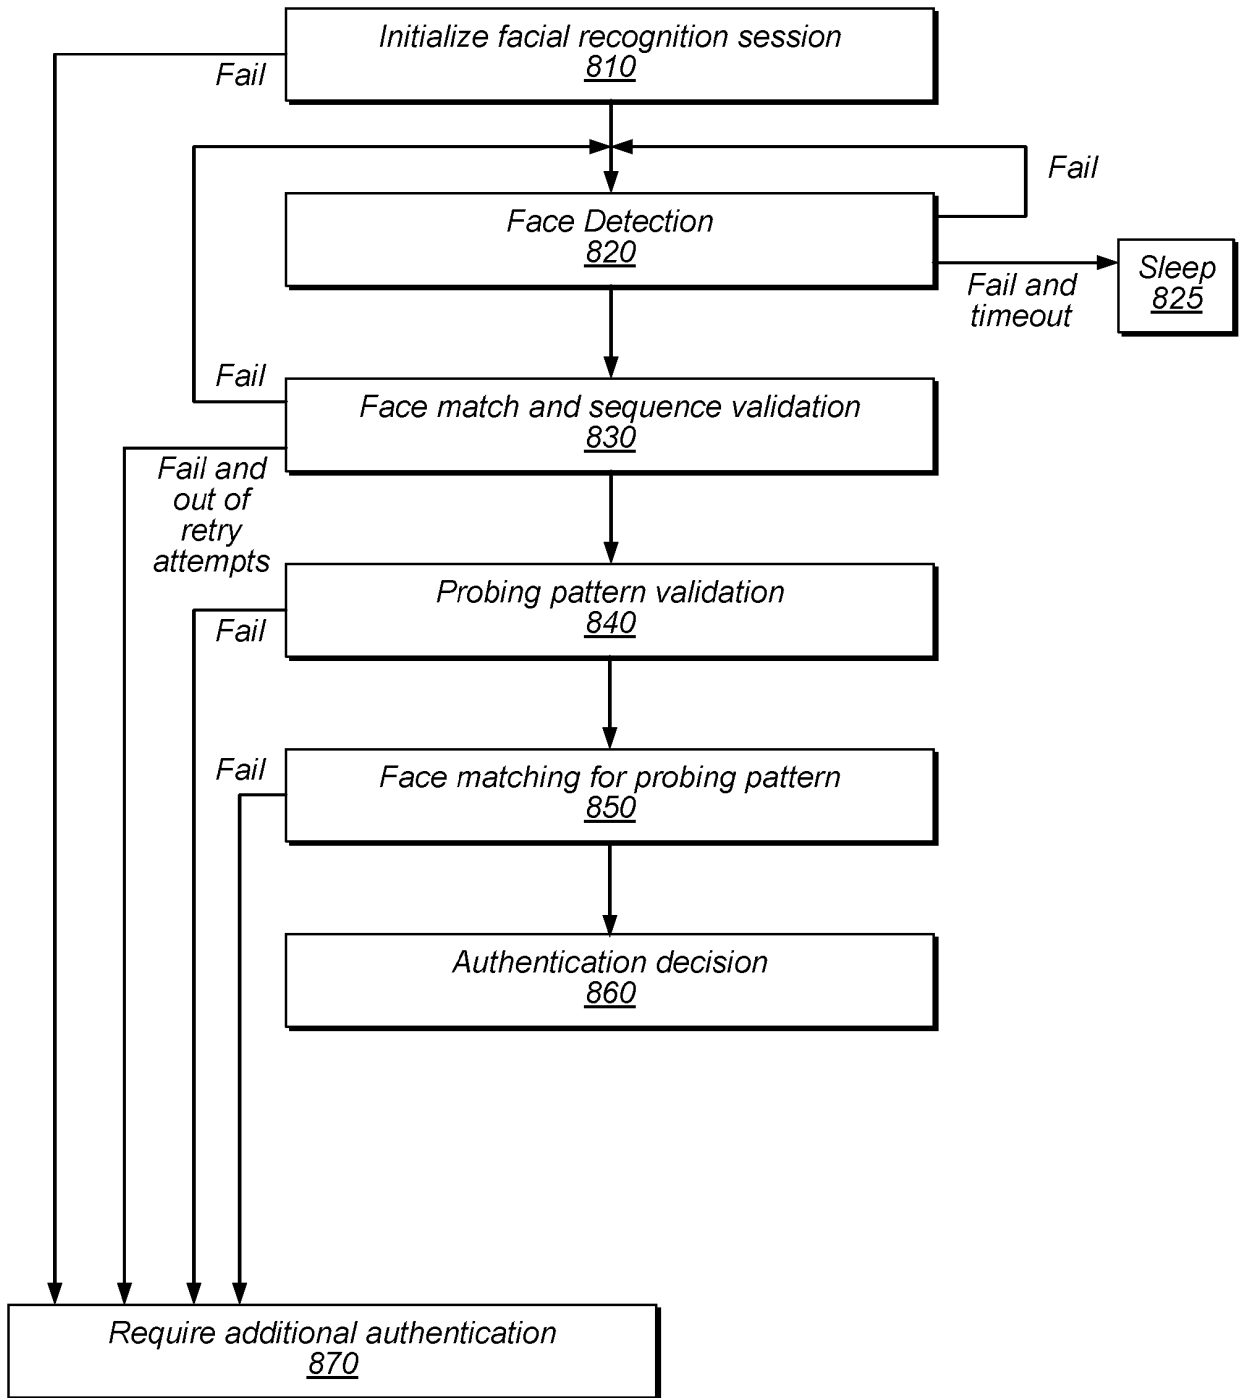 Initialize facial recognition session
810
Fail
Fail
Face Detection
820
Sleep
825
Fail and
timeout
Fail
Face match and sequence validation
830
Fail and
out of
retry
attempts
Probing pattern validation
840
Fail
Fail
Face matching for probing pattern
850
Authentication decision
860
Require additional authentication
870